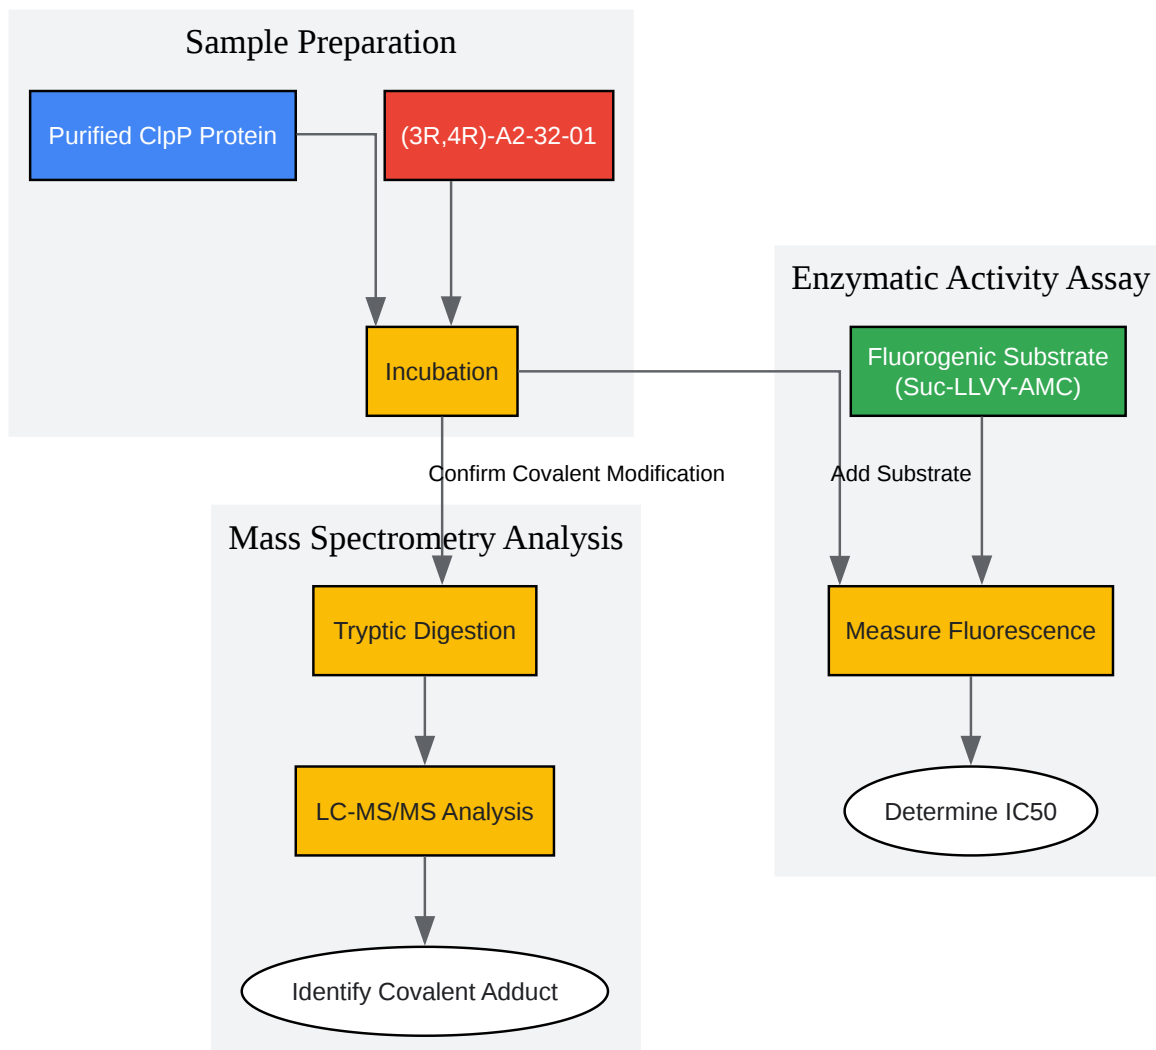 Sample Preparation
Purified ClpP Protein
(3R,4R)-A2-32-01
Incubation
Enzymatic Activity Assay
Fluorogenic Substrate
(Suc-LLVY-AMC)
Confirm Covalent Modification
Add Substrate
Mass Spectrometry Analysis
Tryptic Digestion
Measure Fluorescence
LC-MS/MS Analysis
Determine IC50
Identify Covalent Adduct